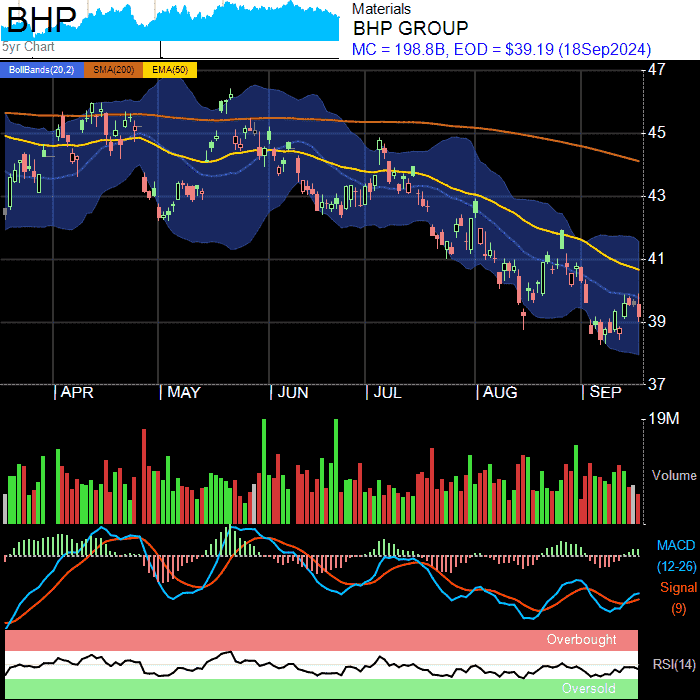 BHP
5yr Chart
Materials
BHP GROUP
MC = 198.8B, EOD = $39.19 (18Sep2024)
BollBands(20,2) SMA(200) EMA(50)
47
45
43
41
39
37
APR MAY JUN JUL AUG SEP
19M
Volume
MACD
(12-26)
Signal
(9)
Overbought
RSI(14)
Oversold